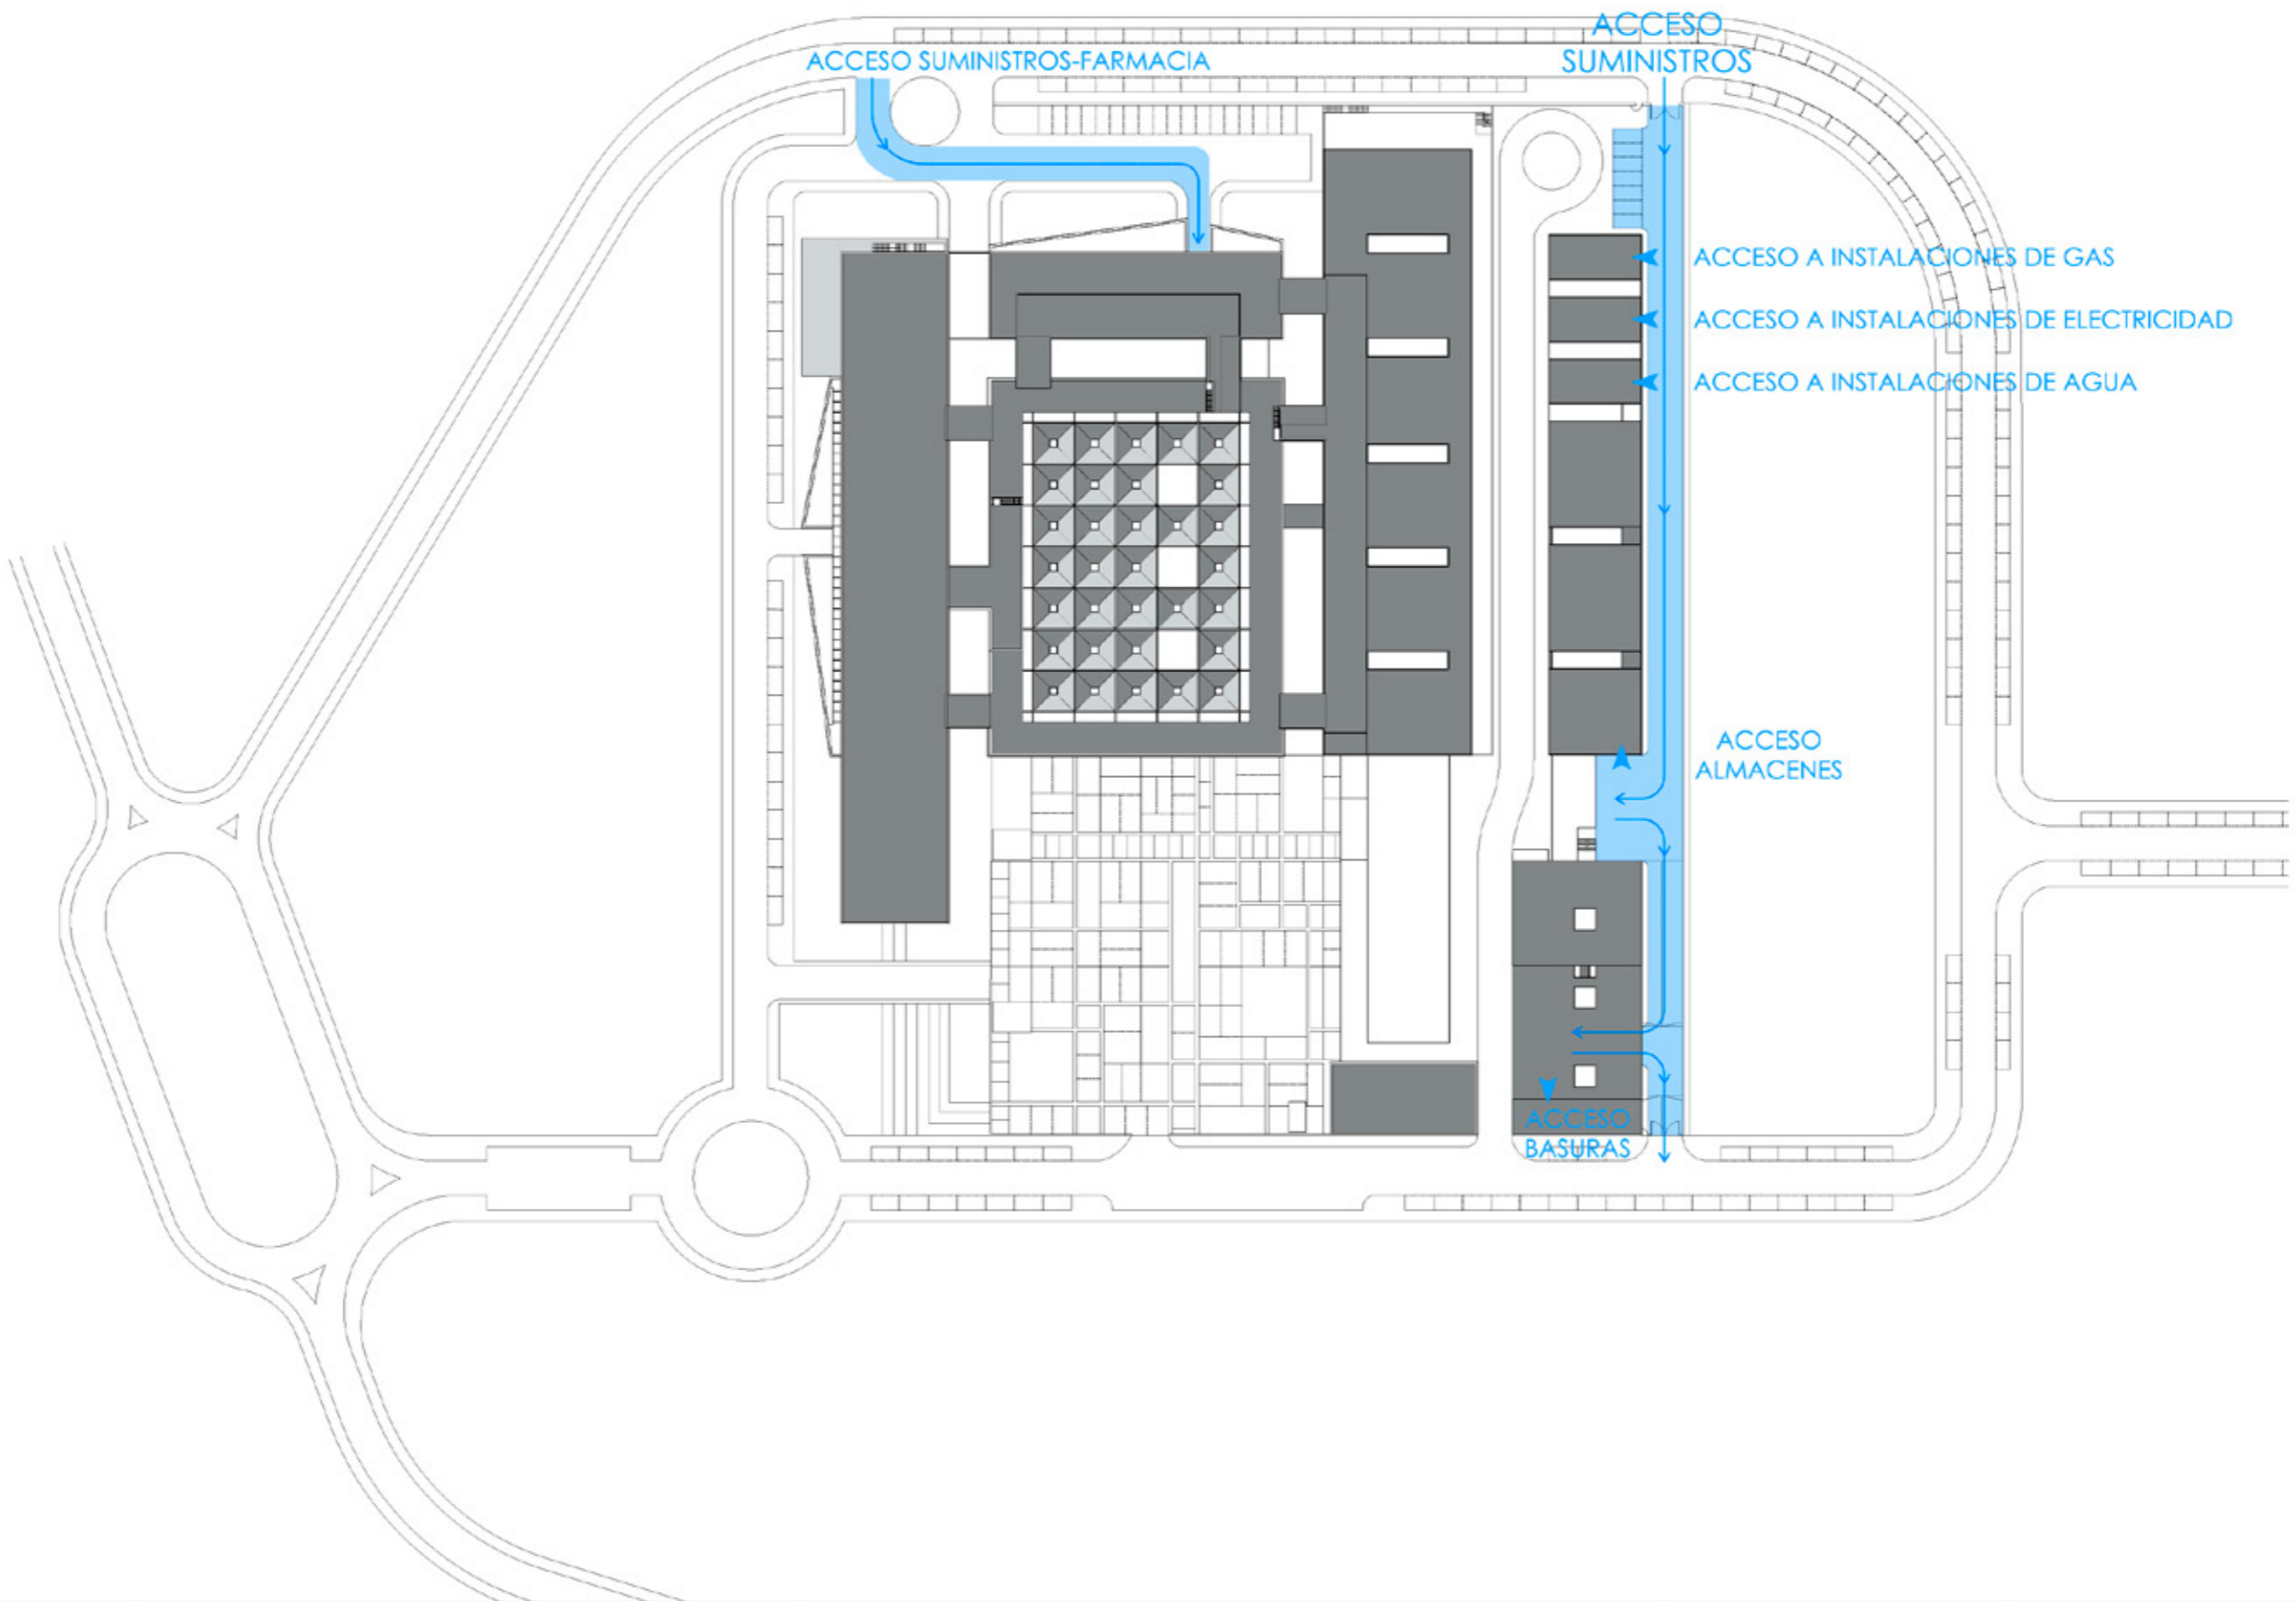 ACCESO
SUMINISTROS
ACCESO SUMINISTROS-FARMACIA
ACCESO A INSTALACIONES DE GAS
ACCESO A INSTALACIONES DE ELECTRICIDAD
ACCESO A INSTALACIONES DE AGUA
ACCESO
ALMACENES
ACCESO
BASURAS